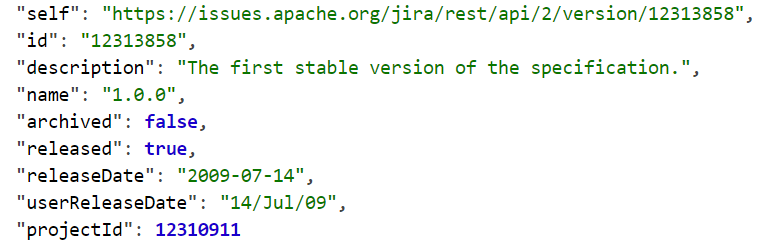 "self": "https://issues.apache.org/jira/rest/api/2/version/12313858",
"id": "12313858",
"description": "The first stable version of the specification.",
"name": "1.0.0",
"archived": false,
"released": true,
"releaseDate": "2009-07-14",
"userReleaseDate": "14/Jul/09",
"projectId": 12310911